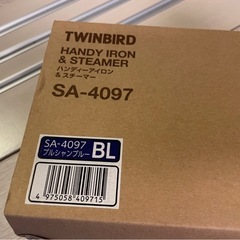 TWINBIRD
HANDY IRON
& STEAMER
ハンディーアイロン
&スチーマー
SA-4097
SA-4097
プルシャンブルー
BL
4 975058 409715